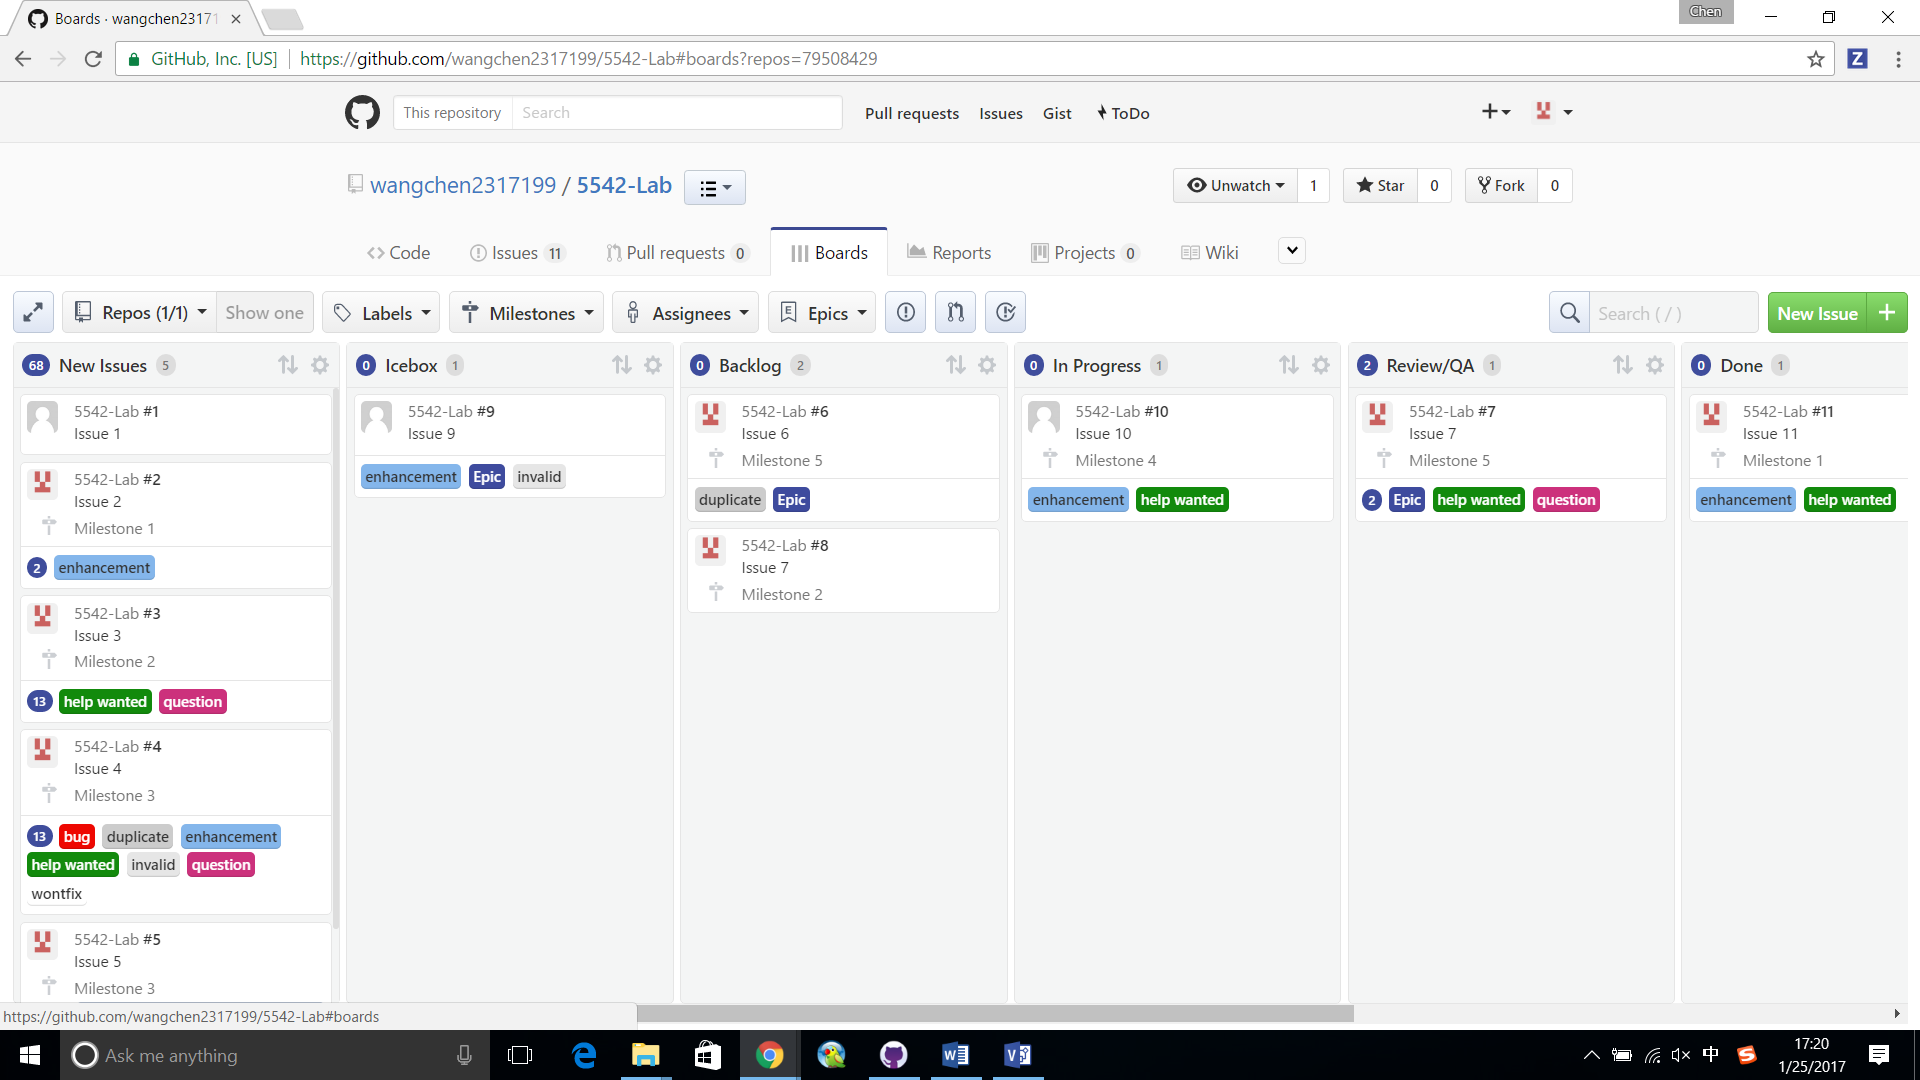 Boards · wangchen23171
Chen
GitHub, Inc. [US] https://github.com/wangchen2317199/5542-Lab#boards?repos=79508429
Z
This repository Search Pull requests Issues Gist ToDo
wangchen2317199 / 5542-Lab
Unwatch 1 Star 0 Fork 0
Code Issues 11 Pull requests 0 Boards Reports Projects 0 Wiki
Repos (1/1) Show one Labels Milestones Assignees E Epics Search ( / ) New Issue +
68 New Issues 5
5542-Lab #1
Issue 1
5542-Lab #2
Issue 2
Milestone 1
2 enhancement
5542-Lab #3
Issue 3
Milestone 2
13 help wanted question
5542-Lab #4
Issue 4
Milestone 3
13 bug duplicate enhancement
help wanted invalid question
wontfix
5542-Lab #5
Issue 5
Milestone 3
0 Icebox 1
5542-Lab #9
Issue 9
enhancement Epic invalid
0 Backlog 2
5542-Lab #6
Issue 6
Milestone 5
duplicate Epic
5542-Lab #8
Issue 7
Milestone 2
0 In Progress 1
5542-Lab #10
Issue 10
Milestone 4
enhancement help wanted
2 Review/QA 1
5542-Lab #7
Issue 7
Milestone 5
2 Epic help wanted question
0 Done 1
5542-Lab #11
Issue 11
Milestone 1
enhancement help wanted
https://github.com/wangchen2317199/5542-Lab#boards
Ask me anything
中
17:20
1/25/2017